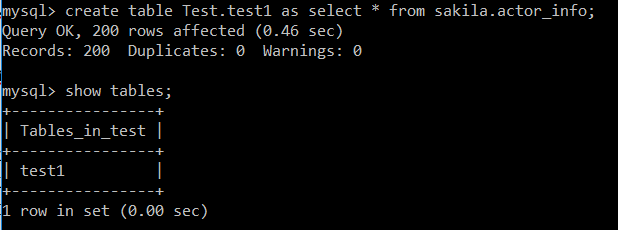 mysql> create table Test.test1 as select * from sakila.actor_info;
Query OK, 200 rows affected (0.46 sec)
Records: 200  Duplicates: 0  Warnings: 0
mysql> show tables;
+----------------+
| Tables_in_test |
+----------------+
| test1          |
+----------------+
1 row in set (0.00 sec)